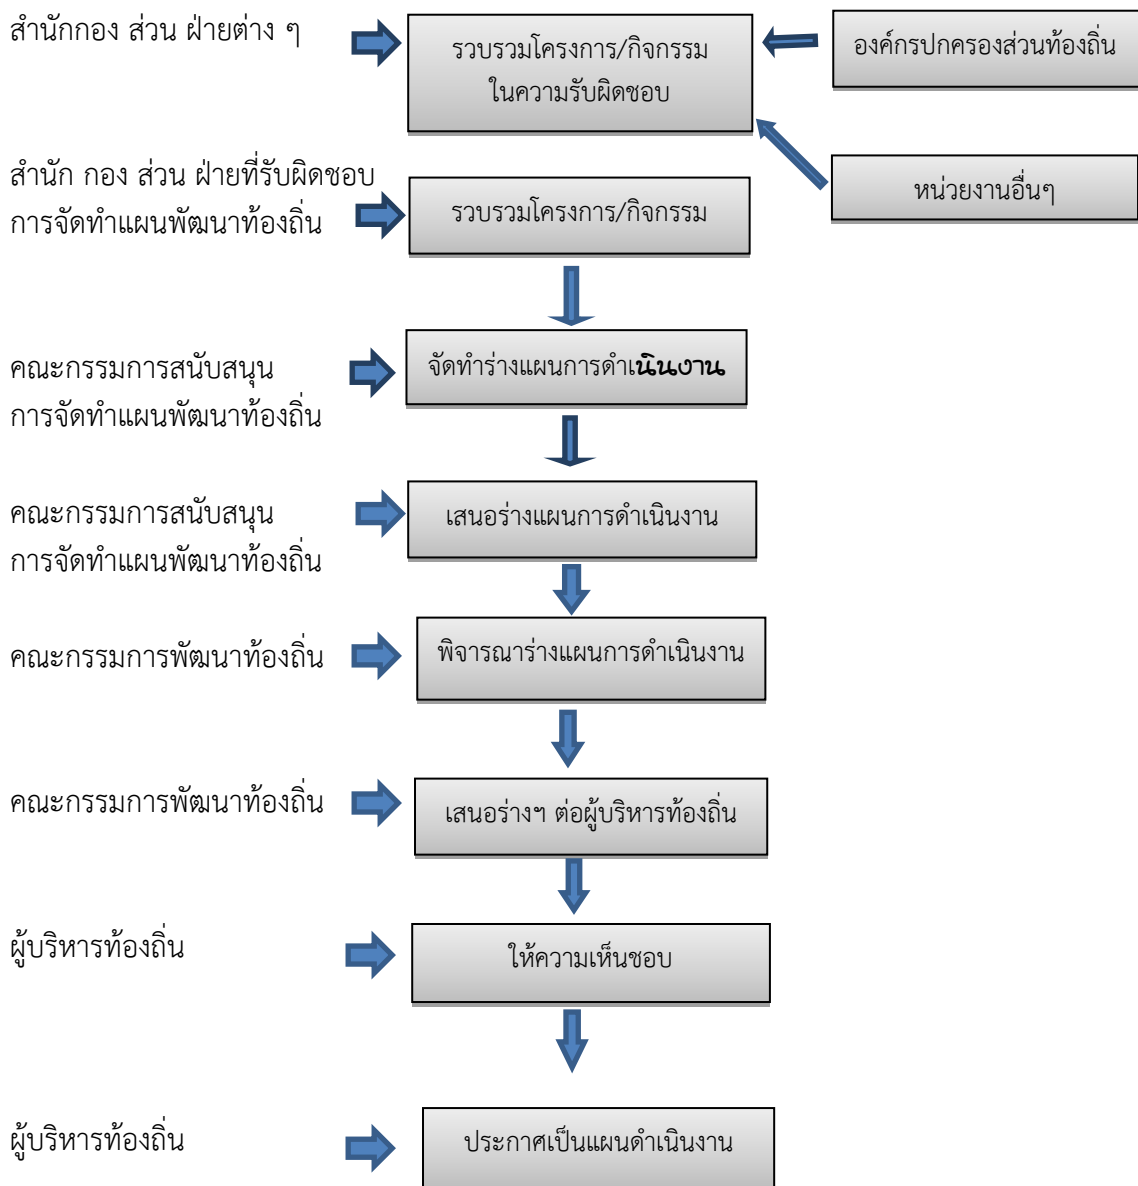 สำนักกอง ส่วน ฝ่ายต่าง ๆ
รวบรวมโครงการ/กิจกรรม
ในความรับผิดชอบ
องค์กรปกครองส่วนท้องถิ่น
หน่วยงานอื่นๆ
สำนัก กอง ส่วน ฝ่ายที่รับผิดชอบ
การจัดทำแผนพัฒนาท้องถิ่น
รวบรวมโครงการ/กิจกรรม
คณะกรรมการสนับสนุน
การจัดทำแผนพัฒนาท้องถิ่น
จัดทำร่างแผนการดำเนินงาน
คณะกรรมการสนับสนุน
การจัดทำแผนพัฒนาท้องถิ่น
เสนอร่างแผนการดำเนินงาน
คณะกรรมการพัฒนาท้องถิ่น
พิจารณาร่างแผนการดำเนินงาน
คณะกรรมการพัฒนาท้องถิ่น
เสนอร่างฯ ต่อผู้บริหารท้องถิ่น
ผู้บริหารท้องถิ่น
ให้ความเห็นชอบ
ผู้บริหารท้องถิ่น
ประกาศเป็นแผนดำเนินงาน